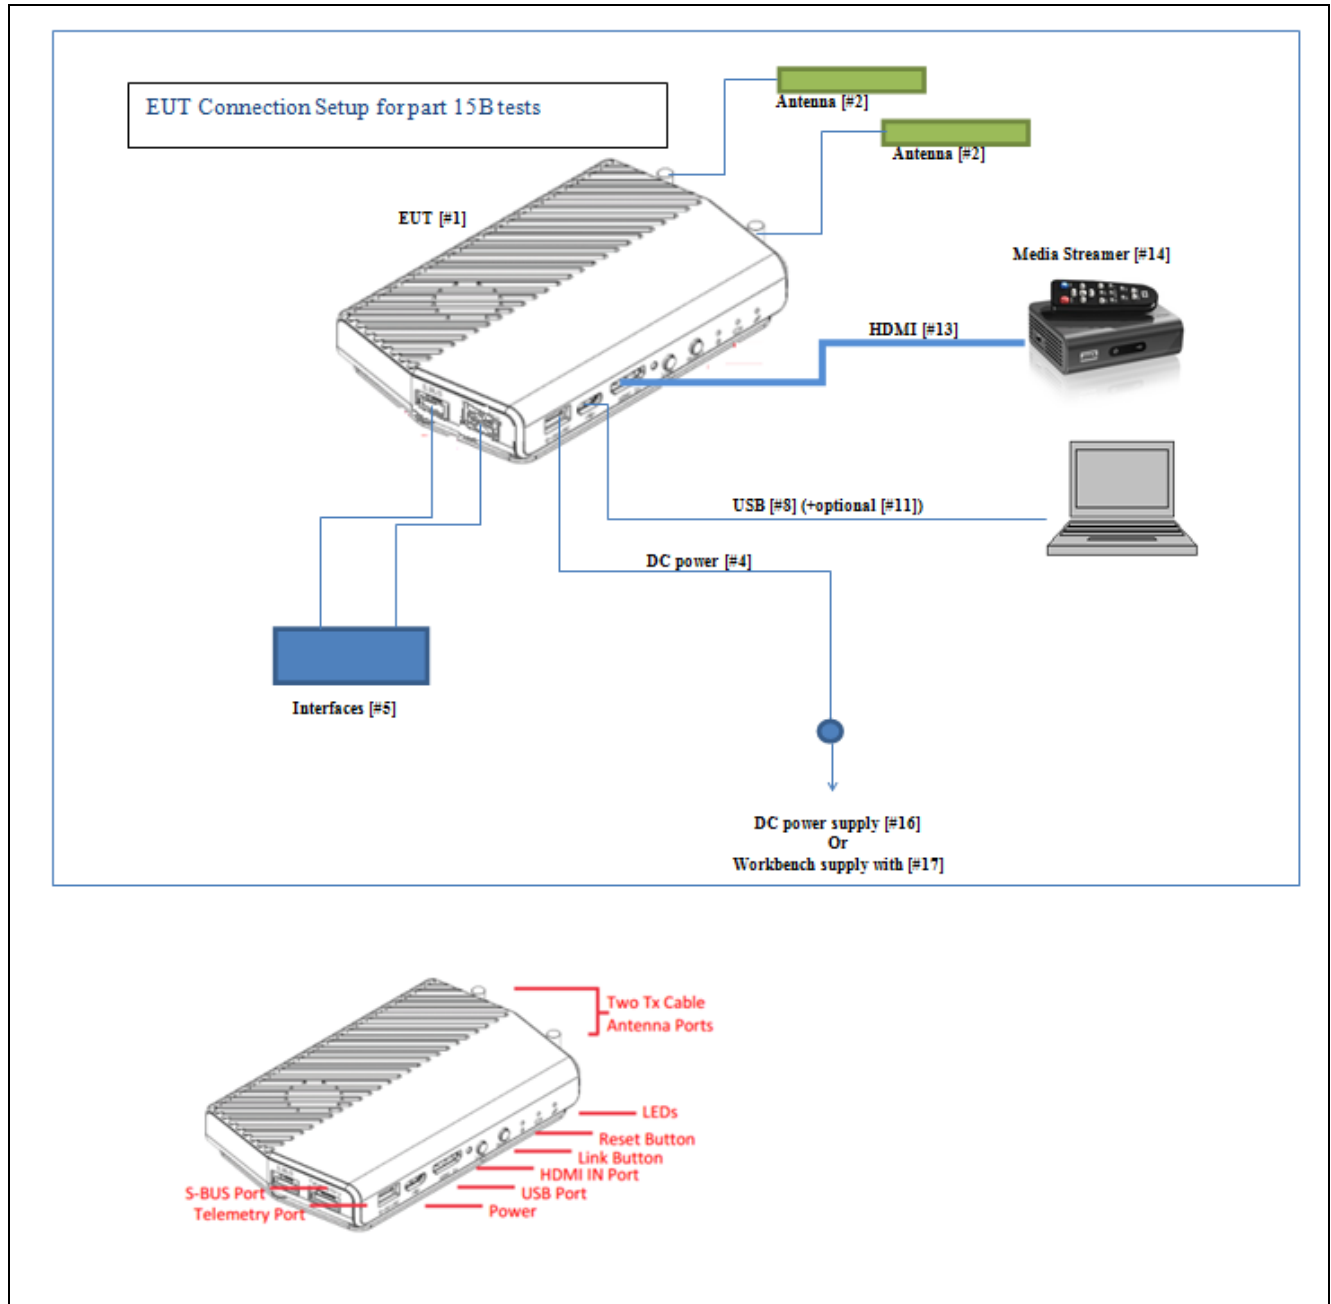 EUT Connection Setup for part 15B tests
Antenna [#2]
Antenna [#2]
EUT [#1]
Media Streamer [#14]
HDMI [#13]
USB [#8] (+optional [#11])
DC power [#4]
Interfaces [#5]
DC power supply [#16]
Or
Workbench supply with [#17]
Two Tx Cable
Antenna Ports
LEDs
Reset Button
Link Button
HDMI IN Port
USB Port
Power
S-BUS Port
Telemetry Port